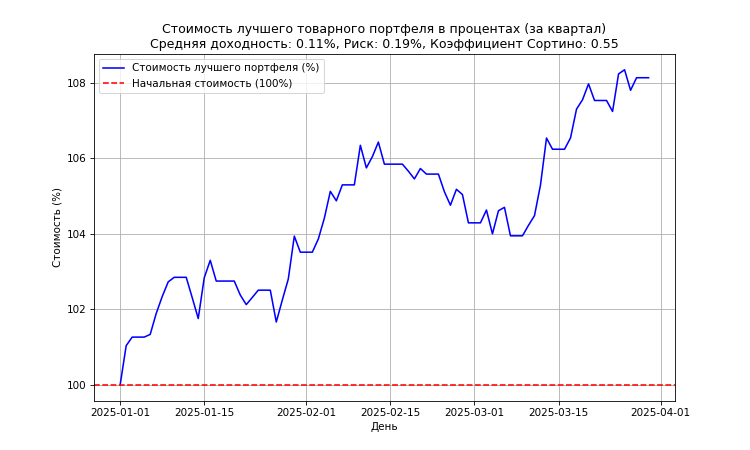 Стоимость лучшего товарного портфеля в процентах (за квартал)
Средняя доходность: 0.11%, Риск: 0.19%, Коэффициент Сортино: 0.55
Стоимость лучшего портфеля (%)
Начальная стоимость (100%)
108
106
104
102
100
Стоимость (%)
2025-01-01
2025-01-15
2025-02-01
2025-02-15
2025-03-01
2025-03-15
2025-04-01
День